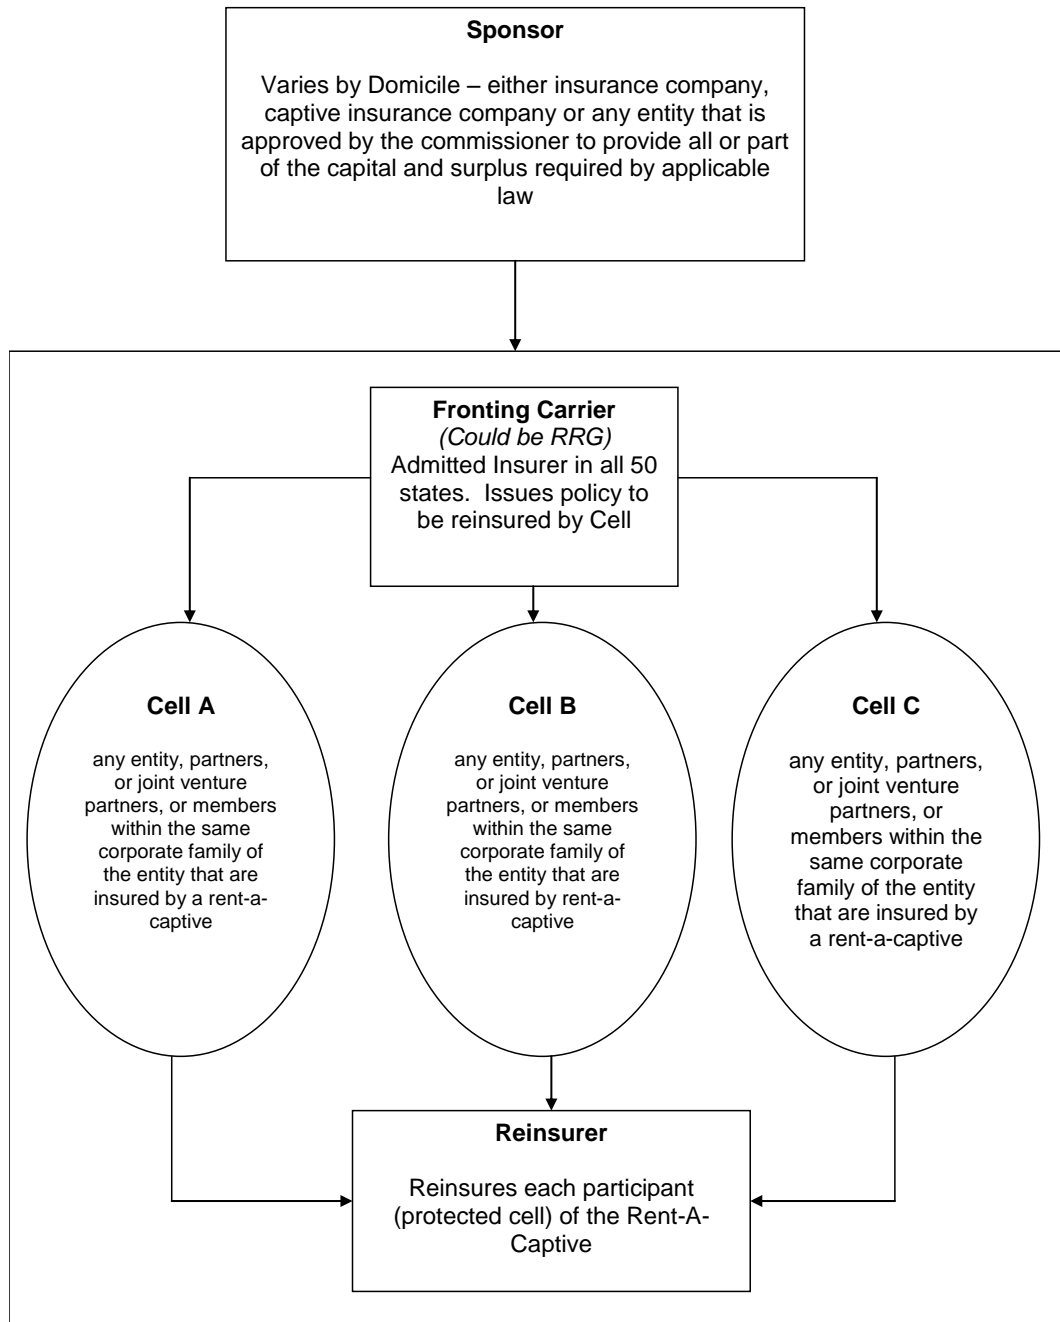 Sponsor
Varies by Domicile – either insurance company,
captive insurance company or any entity that is
approved by the commissioner to provide all or part
of the capital and surplus required by applicable
law
Fronting Carrier
(Could be RRG)
Admitted Insurer in all 50
states.  Issues policy to
be reinsured by Cell
Cell A
any entity, partners,
or joint venture
partners, or members
within the same
corporate family of
the entity that are
insured by a rent-a-
captive
Cell B
any entity, partners,
or joint venture
partners, or members
within the same
corporate family of
the entity that are
insured by rent-a-
captive
Cell C
any entity, partners,
or joint venture
partners, or
members within the
same corporate
family of the entity
that are insured by
a rent-a-captive
Reinsurer
Reinsures each participant
(protected cell) of the Rent-A-
Captive